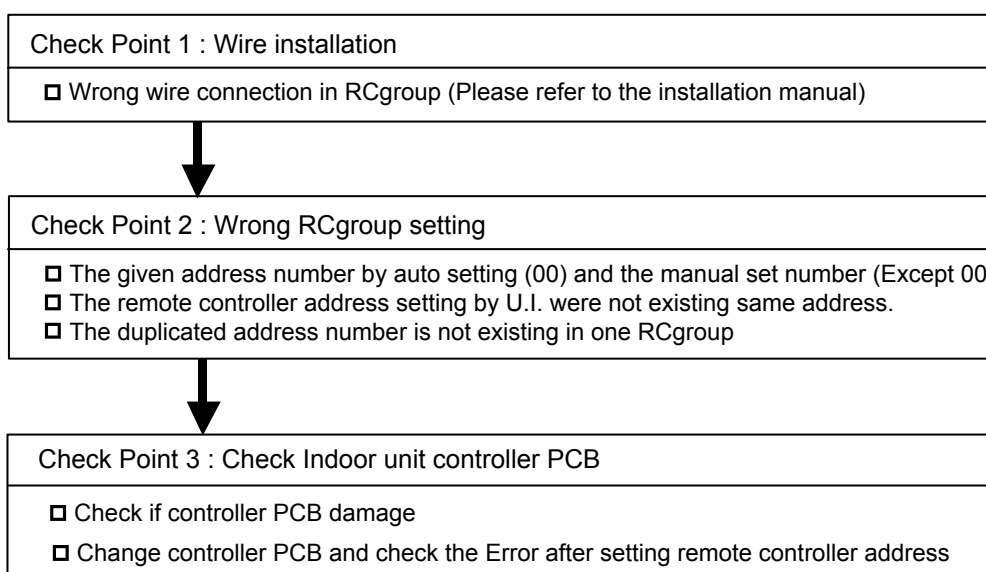 Check Point 1 : Wire installation
Wrong wire connection in RCgroup (Please refer to the installation manual)
Check Point 2 : Wrong RCgroup setting
The given address number by auto setting (00) and the manual set number (Except 00
The remote controller address setting by U.I. were not existing same address.
The duplicated address number is not existing in one RCgroup
Check Point 3 : Check Indoor unit controller PCB
Check if controller PCB damage
Change controller PCB and check the Error after setting remote controller address